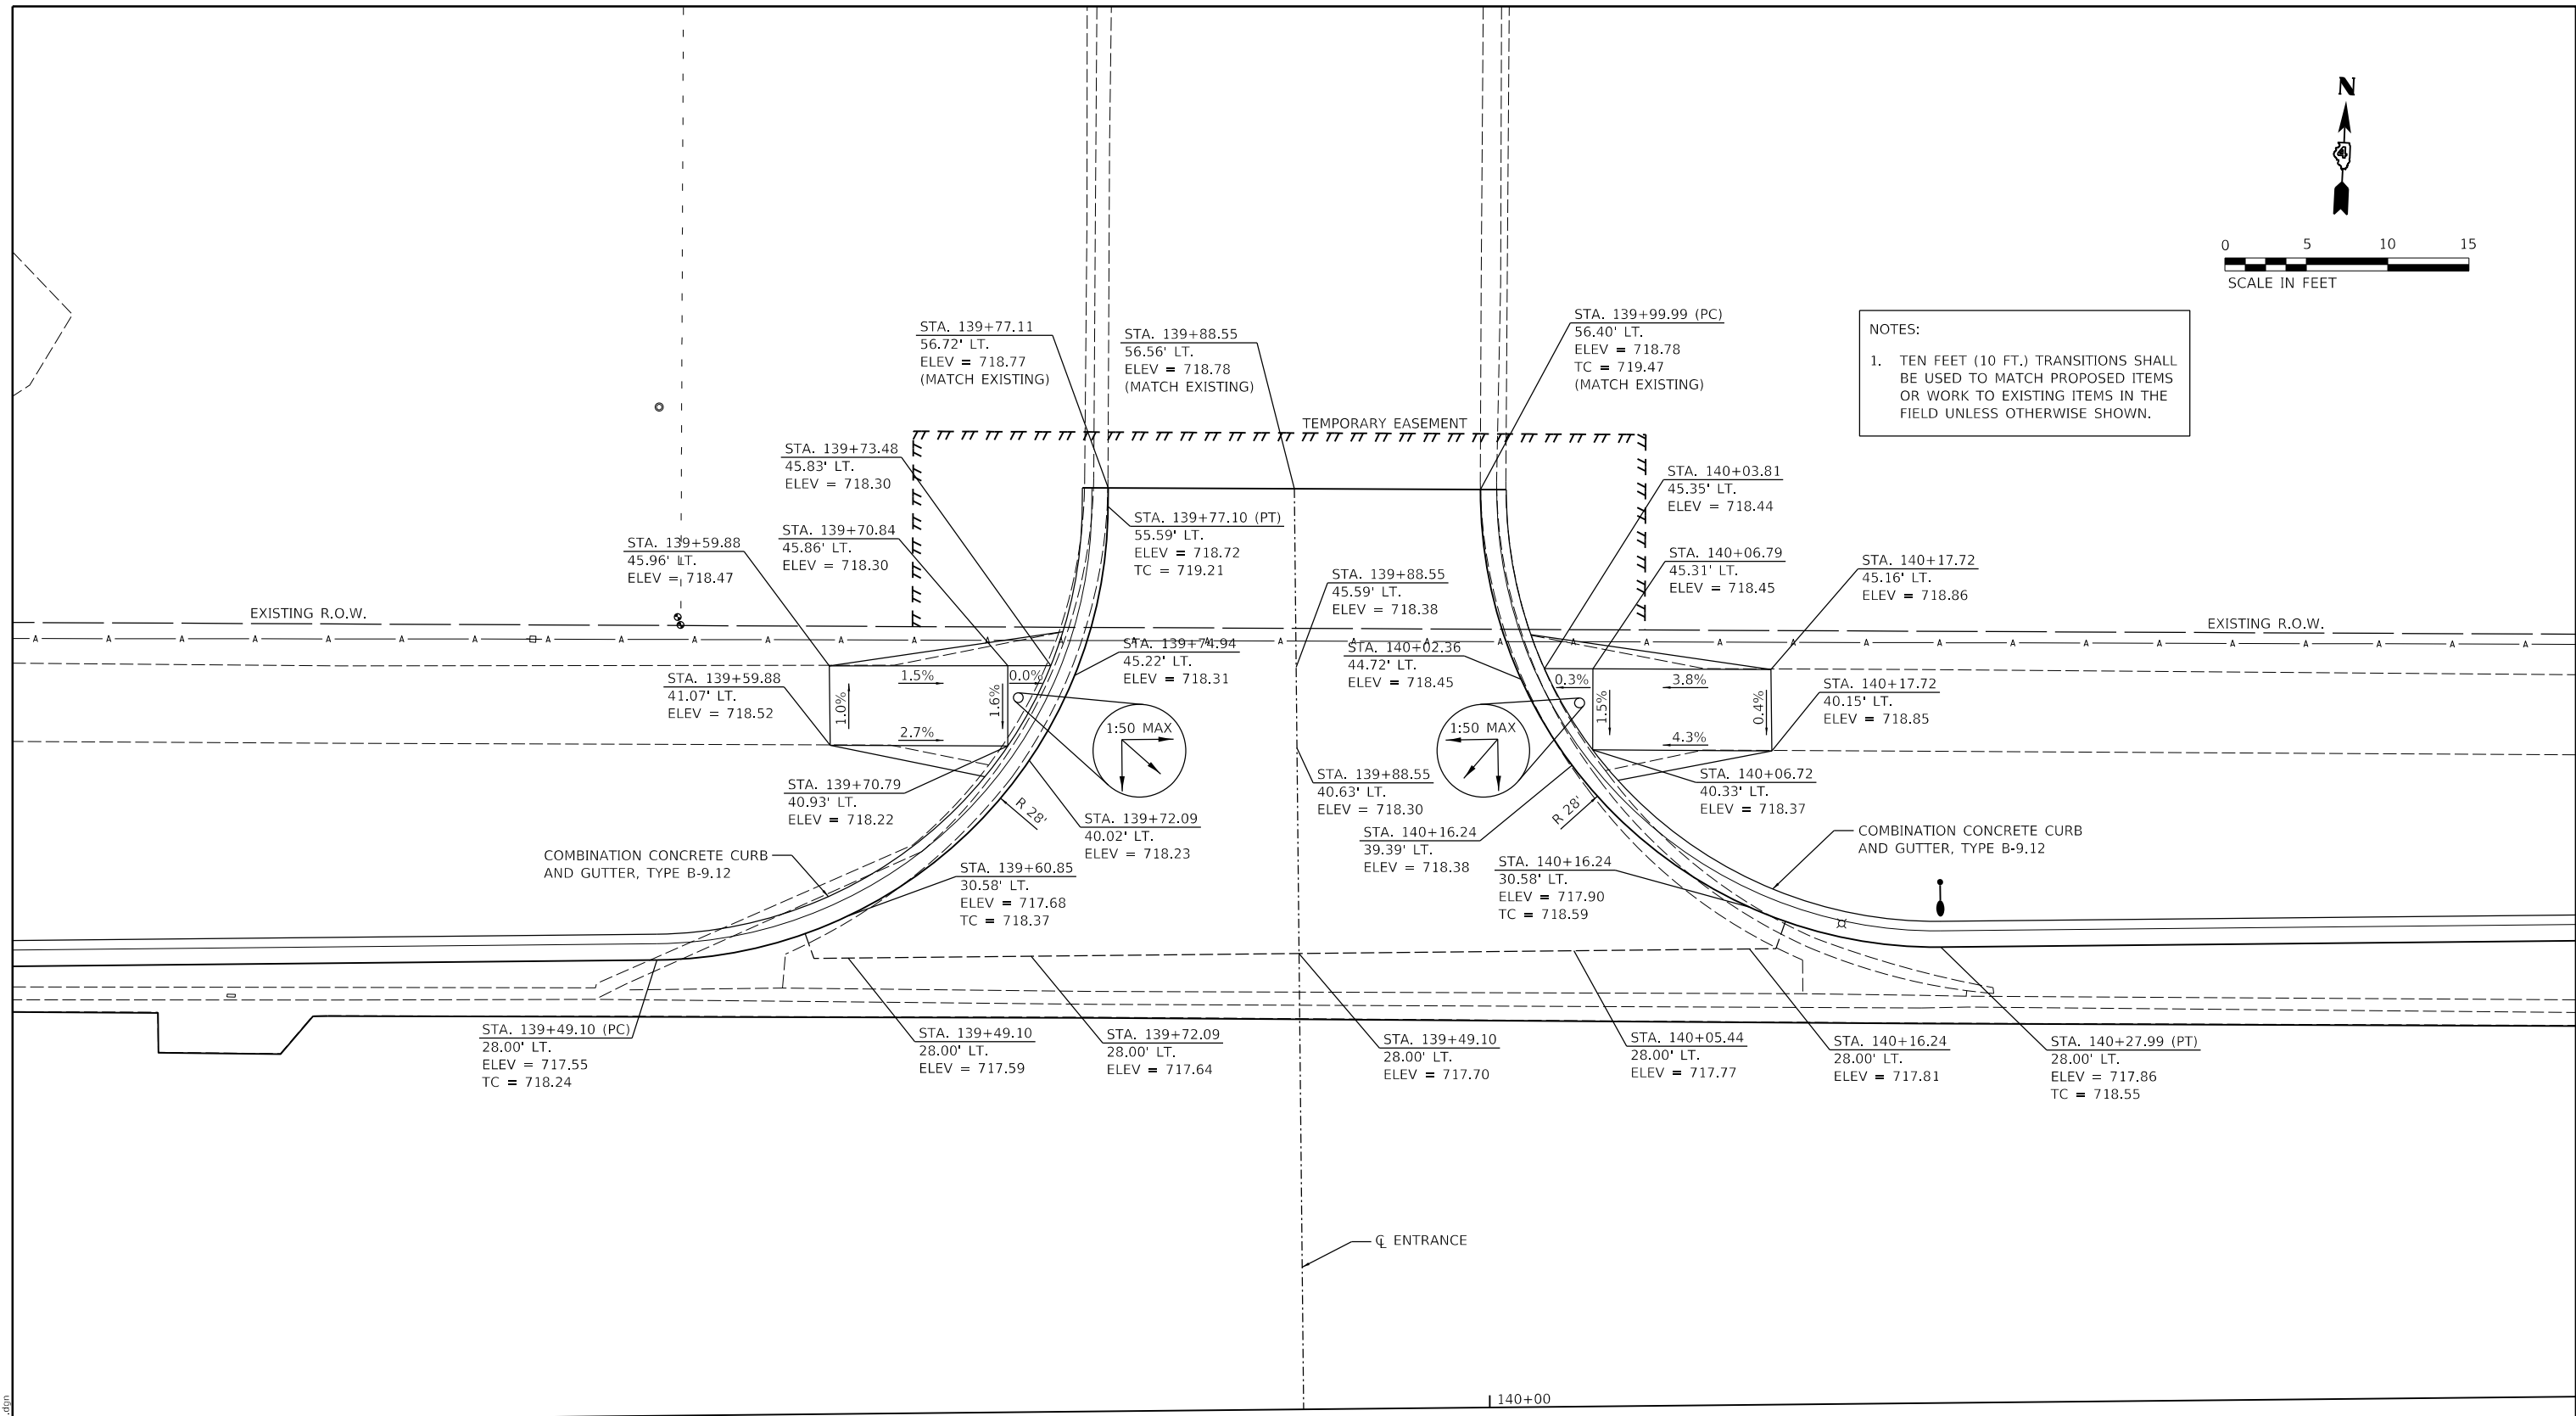 N
4
0 5 10 15
SCALE IN FEET
NOTES:
1. TEN FEET (10 FT.) TRANSITIONS SHALL
BE USED TO MATCH PROPOSED ITEMS
OR WORK TO EXISTING ITEMS IN THE
FIELD UNLESS OTHERWISE SHOWN.
STA. 139+77.11
56.72' LT.
ELEV = 718.77
(MATCH EXISTING)
STA. 139+88.55
56.56' LT.
ELEV = 718.78
(MATCH EXISTING)
STA. 139+99.99 (PC)
56.40' LT.
ELEV = 718.78
TC = 719.47
(MATCH EXISTING)
TEMPORARY EASEMENT
STA. 139+73.48
45.83' LT.
ELEV = 718.30
STA. 140+03.81
45.35' LT.
ELEV = 718.44
STA. 139+59.88
45.96' LT.
ELEV = 718.47
STA. 139+70.84
45.86' LT.
ELEV = 718.30
STA. 139+77.10 (PT)
55.59' LT.
ELEV = 718.72
TC = 719.21
STA. 139+88.55
45.59' LT.
ELEV = 718.38
STA. 140+06.79
45.31' LT.
ELEV = 718.45
STA. 140+17.72
45.16' LT.
ELEV = 718.86
EXISTING R.O.W.
EXISTING R.O.W.
A A A A A A A A A A A A A A A A A A A A A A A A A A A A A A A A A A A
STA. 139+59.88
41.07' LT.
ELEV = 718.52
1.0%
1.5%
2.7%
1.6%
0.0%
STA. 139+74.94
45.22' LT.
ELEV = 718.31
1:50 MAX
STA. 140+02.36
44.72' LT.
ELEV = 718.45
1:50 MAX
0.3%
1.5%
3.8%
4.3%
0.4%
STA. 140+17.72
40.15' LT.
ELEV = 718.85
STA. 139+70.79
40.93' LT.
ELEV = 718.22
R 28'
STA. 139+72.09
40.02' LT.
ELEV = 718.23
STA. 139+88.55
40.63' LT.
ELEV = 718.30
STA. 140+16.24
39.39' LT.
ELEV = 718.38
R 28'
STA. 140+06.72
40.33' LT.
ELEV = 718.37
COMBINATION CONCRETE CURB
AND GUTTER, TYPE B-9.12
STA. 139+60.85
30.58' LT.
ELEV = 717.68
TC = 718.37
STA. 140+16.24
30.58' LT.
ELEV = 717.90
TC = 718.59
COMBINATION CONCRETE CURB
AND GUTTER, TYPE B-9.12
STA. 139+49.10 (PC)
28.00' LT.
ELEV = 717.55
TC = 718.24
STA. 139+49.10
28.00' LT.
ELEV = 717.59
STA. 139+72.09
28.00' LT.
ELEV = 717.64
STA. 139+49.10
28.00' LT.
ELEV = 717.70
STA. 140+05.44
28.00' LT.
ELEV = 717.77
STA. 140+16.24
28.00' LT.
ELEV = 717.81
STA. 140+27.99 (PT)
28.00' LT.
ELEV = 717.86
TC = 718.55
℄ ENTRANCE
140+00
.dgn